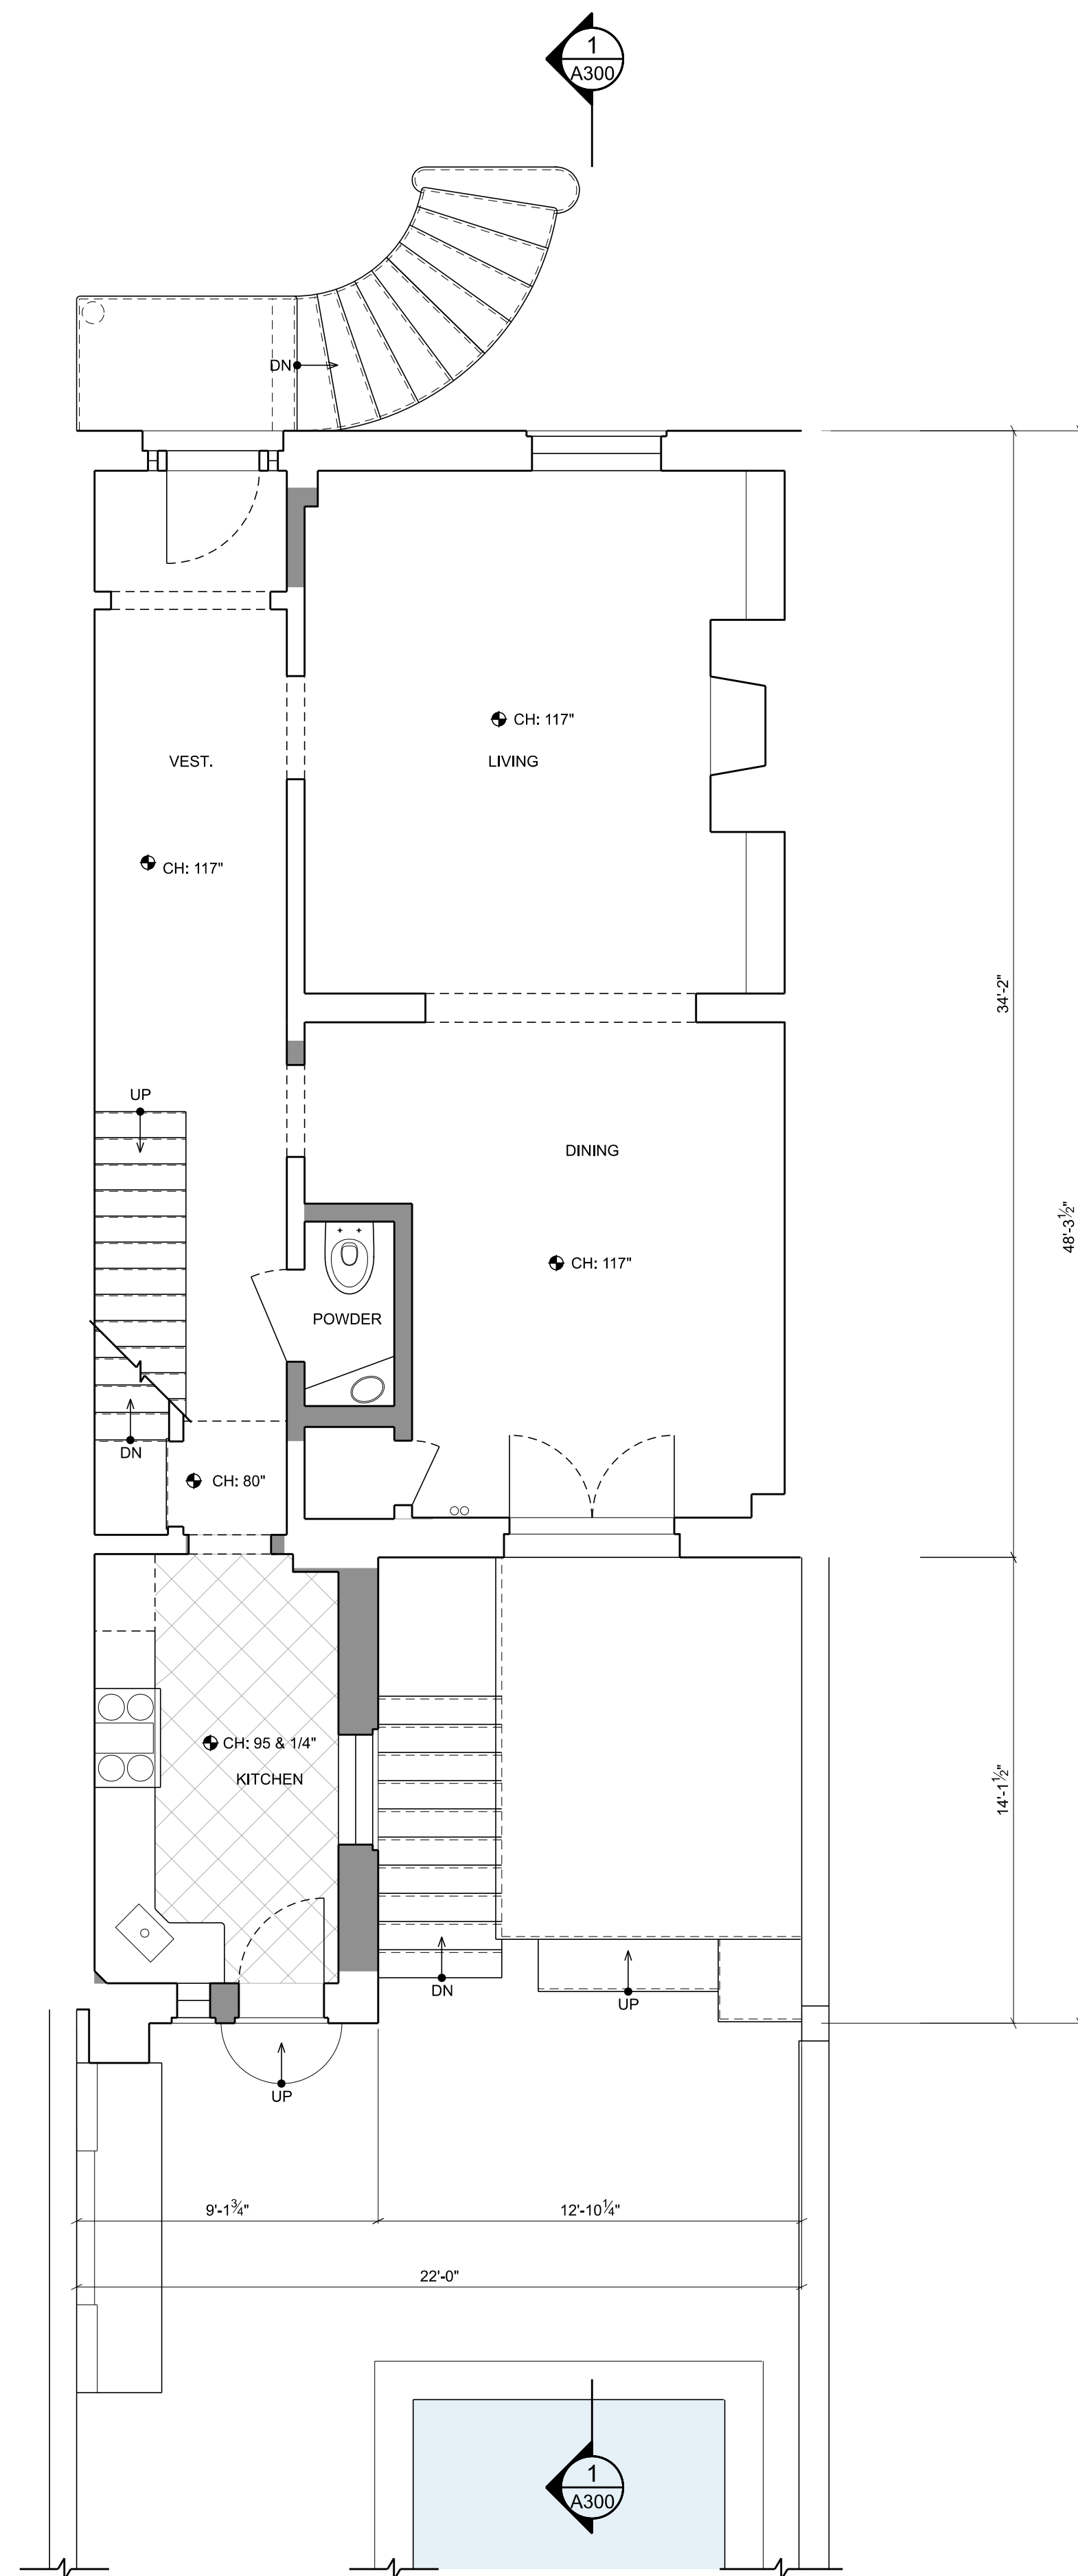 1
A300
DN
CH: 117"
LIVING
VEST.
CH: 117"
34'-2"
UP
DINING
48'-3½"
CH: 117"
POWDER
DN
CH: 80"
CH: 95 & 1/4"
KITCHEN
14'-1½"
DN
UP
UP
9'-1¾"
12'-10¼"
22'-0"
1
A300